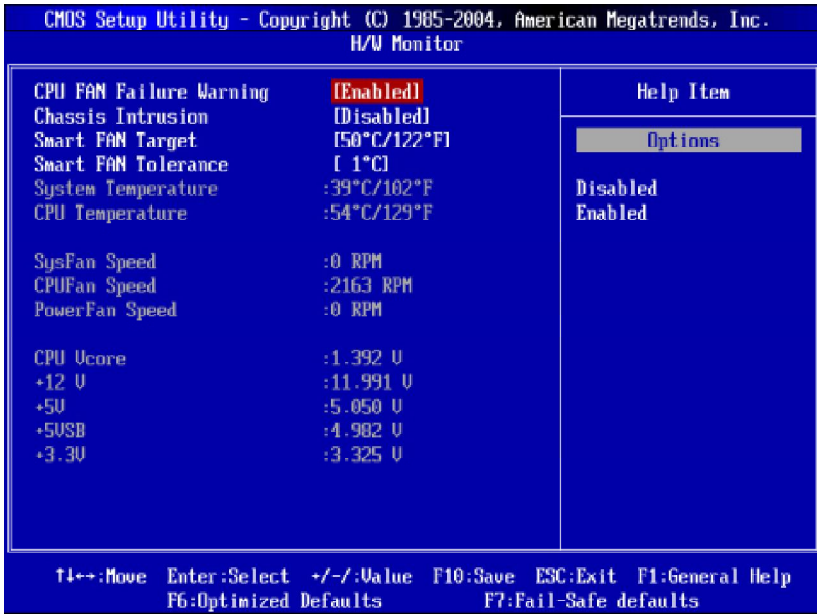 CMOS Setup Utility - Copyright (C) 1985-2004, American Megatrends, Inc.
H/W Monitor
CPU FAN Failure Warning [Enabled]
Chassis Intrusion [Disabled]
Smart FAN Target [50°C/122°F]
Smart FAN Tolerance [ 1°C]
System Temperature :39°C/102°F
CPU Temperature :54°C/129°F
SysFan Speed :0 RPM
CPUFan Speed :2163 RPM
PowerFan Speed :0 RPM
CPU Vcore :1.392 V
+12 V :11.991 V
+5V :5.050 V
+5VSB :4.982 V
+3.3V :3.325 V
Help Item
Options
Disabled
Enabled
↑↓←→:Move Enter:Select +/-/:Value F10:Save ESC:Exit F1:General Help
F6:Optimized Defaults F7:Fail-Safe defaults